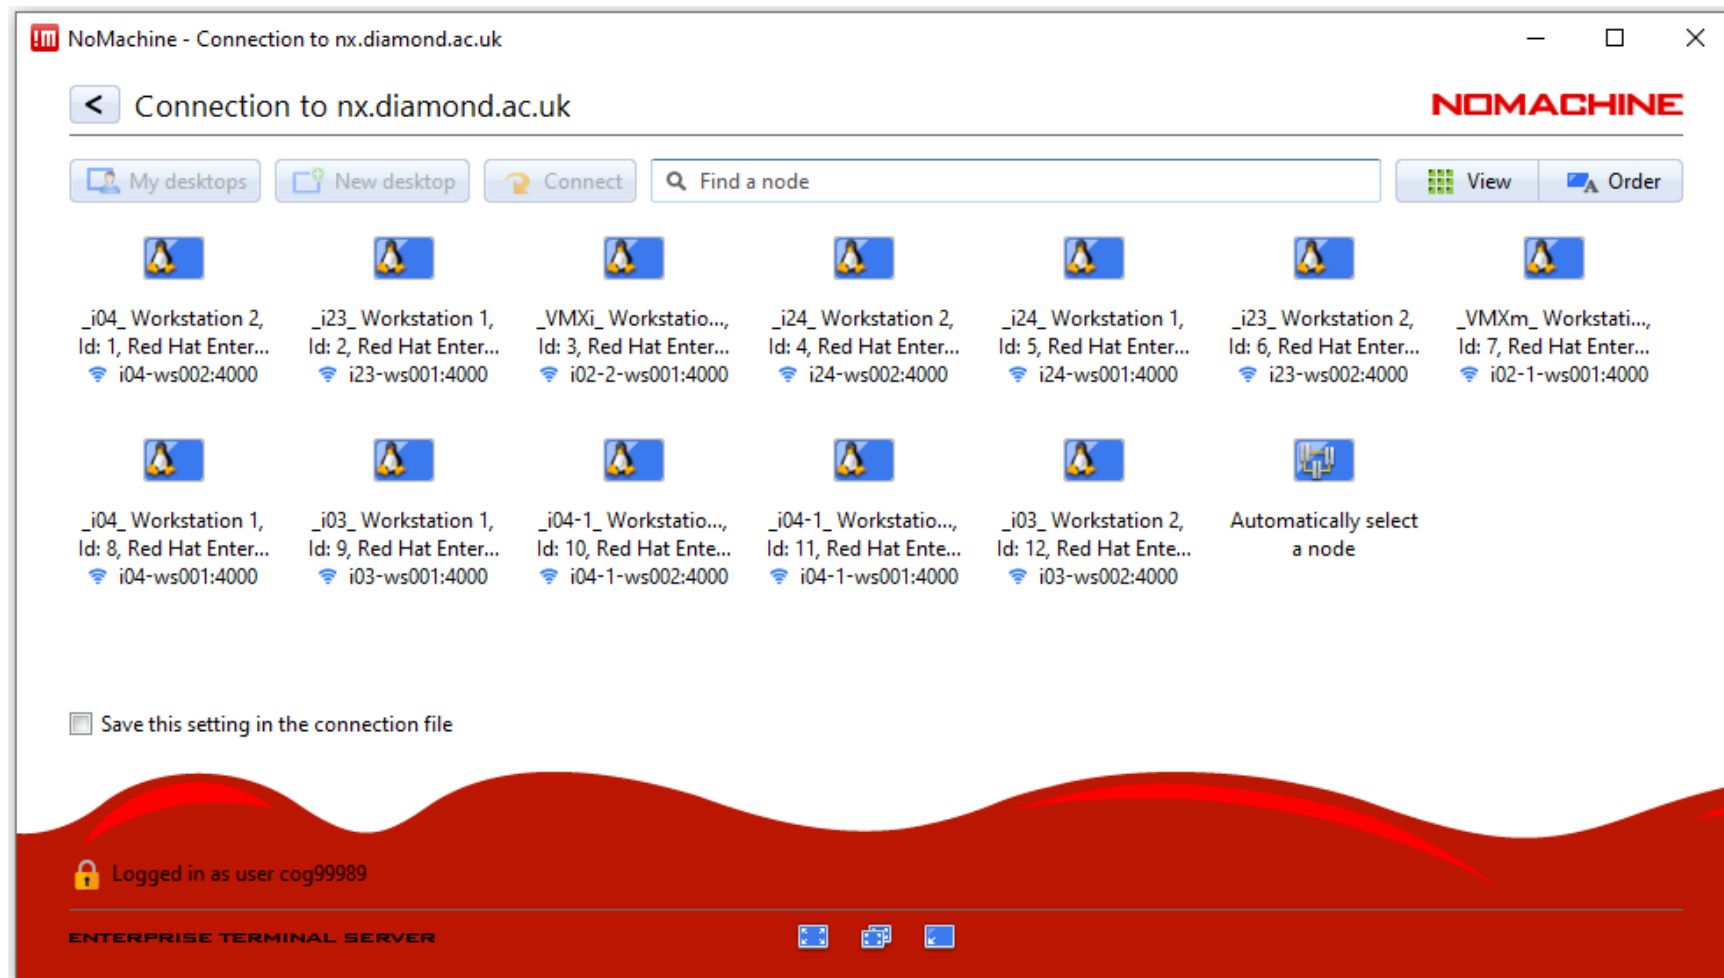 NoMachine - Connection to nx.diamond.ac.uk
Connection to nx.diamond.ac.uk
NOMACHINE
My desktops
New desktop
Connect
Find a node
View
Order
_i04_ Workstation 2,
Id: 1, Red Hat Enter...
i04-ws002:4000
_i23_ Workstation 1,
Id: 2, Red Hat Enter...
i23-ws001:4000
_VMXi_ Workstatio...,
Id: 3, Red Hat Enter...
i02-2-ws001:4000
_i24_ Workstation 2,
Id: 4, Red Hat Enter...
i24-ws002:4000
_i24_ Workstation 1,
Id: 5, Red Hat Enter...
i24-ws001:4000
_i23_ Workstation 2,
Id: 6, Red Hat Enter...
i23-ws002:4000
_VMXm_ Workstati...,
Id: 7, Red Hat Enter...
i02-1-ws001:4000
_i04_ Workstation 1,
Id: 8, Red Hat Enter...
i04-ws001:4000
_i03_ Workstation 1,
Id: 9, Red Hat Enter...
i03-ws001:4000
_i04-1_ Workstatio...,
Id: 10, Red Hat Ente...
i04-1-ws002:4000
_i04-1_ Workstatio...,
Id: 11, Red Hat Ente...
i04-1-ws001:4000
_i03_ Workstation 2,
Id: 12, Red Hat Ente...
i03-ws002:4000
Automatically select
a node
Save this setting in the connection file
Logged in as user cog99989
ENTERPRISE TERMINAL SERVER